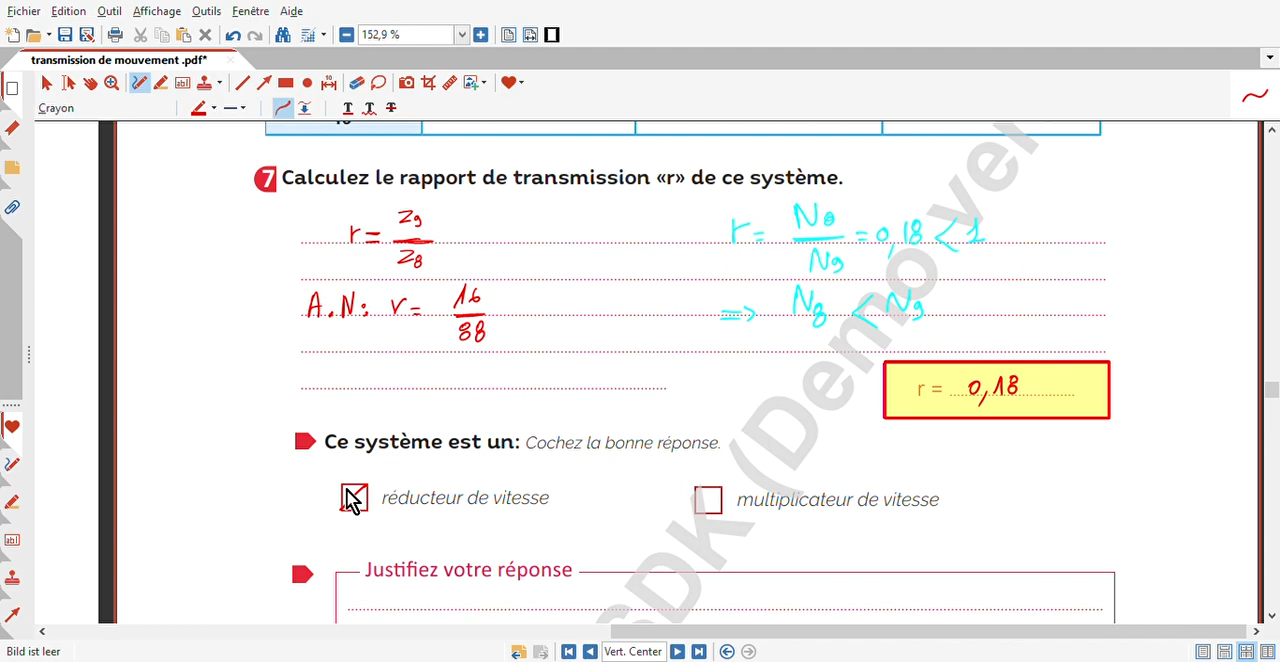 Fichier Edition Outil Affichage Outils Fenêtre Aide
152,9 %
transmission de mouvement .pdf*
Crayon
7 Calculez le rapport de transmission «r» de ce système.
r = Z9 / Z8
r = N8 / N9 = 0,18 < 1
A.N: r = 16 / 88
=> N8 < N9
r = 0,18
Ce système est un: Cochez la bonne réponse.
réducteur de vitesse
multiplicateur de vitesse
Justifiez votre réponse
SDK (Demo ver
Bild ist leer
Vert. Center